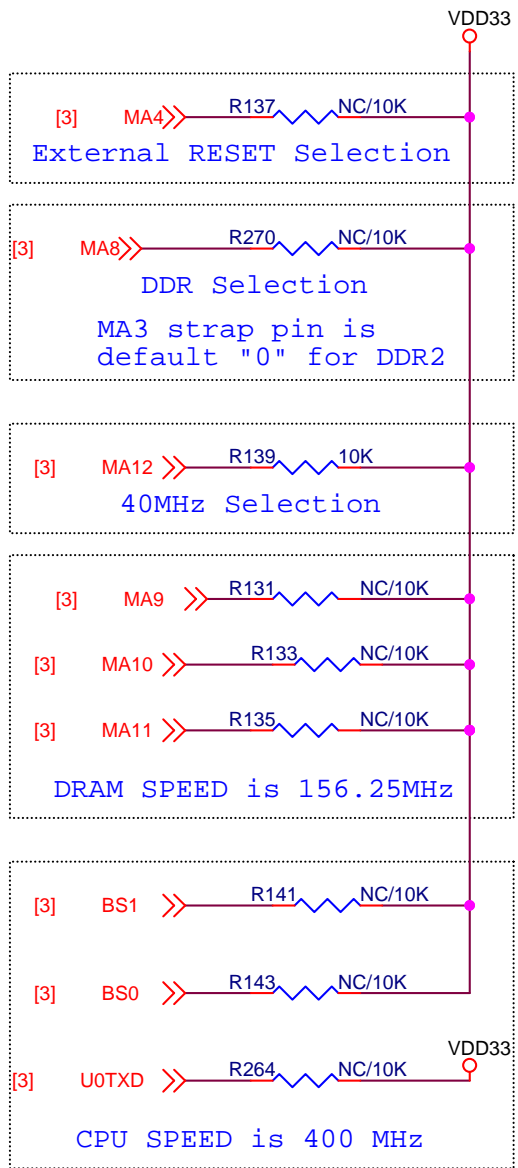 VDD33
[3] MA4 R137 NC/10K
External RESET Selection
[3] MA8 R270 NC/10K
DDR Selection
MA3 strap pin is
default "0" for DDR2
[3] MA12 R139 10K
40MHz Selection
[3] MA9 R131 NC/10K
[3] MA10 R133 NC/10K
[3] MA11 R135 NC/10K
DRAM SPEED is 156.25MHz
[3] BS1 R141 NC/10K
[3] BS0 R143 NC/10K
VDD33
[3] U0TXD R264 NC/10K
CPU SPEED is 400 MHz